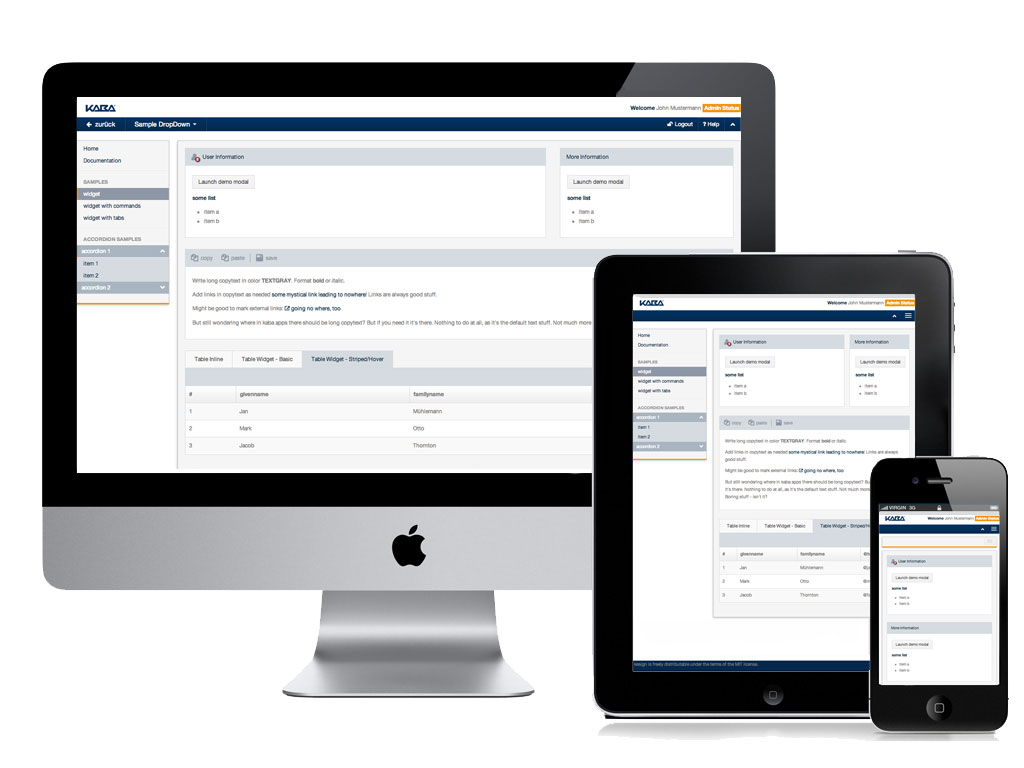 KABA
Welcome John Mustermann Admin Status
zurück Sample DropDown Logout ? Help
Home
Documentation
SAMPLES
widget
widget with commands
widget with tabs
ACCORDION SAMPLES
accordion 1
item 1
item 2
accordion 2
User Information
Launch demo modal
some list
Item a
Item b
More Information
Launch demo modal
some list
Item a
Item b
copy paste save
Write long copytext in color TEXTGRAY. Format bold or italic.
Add links in copytext as needed some mystical link leading to nowhere! Links are always good stuff.
Might be good to mark external links: going no where, too
But still wondering where in kaba apps there should be long copytext? But if you need it it's there. Nothing to do at all, as it's the default text stuff. Not much more
Table Inline Table Widget - Basic Table Widget - Striped/Hover
# givenname familyname
1 Jan Mühlemann
2 Mark Otto
3 Jacob Thornton
KABA
Welcome John Mustermann Admin Status
Home
Documentation
SAMPLES
widget
widget with commands
widget with tabs
ACCORDION SAMPLES
accordion 1
item 1
item 2
accordion 2
User Information
Launch demo modal
some list
Item a
Item b
More Information
Launch demo modal
some list
Item a
Item b
copy paste save
Write long copytext in color TEXTGRAY. Format bold or italic.
Add links in copytext as needed some mystical link leading to nowhere! Links are always
good stuff.
Might be good to mark external links: going no where, too
But still wondering where in kaba apps there should be long copytext?
it's there. Nothing to do at all, as it's the default text stuff. Not much more
Boring stuff - isn't it?
Table Inline Table Widget - Basic Table Widget - Striped/H
# givenname familyname
1 Jan Mühlemann
2 Mark Otto
3 Jacob Thornton
design is freely distributable under the terms of the MIT license.
VIRGIN 3G
KABA
Welcome John Mustermann Admin Status
User Information
Launch demo modal
some list
Item a
Item b
More Information
Launch demo modal
some list
Item a
Item b